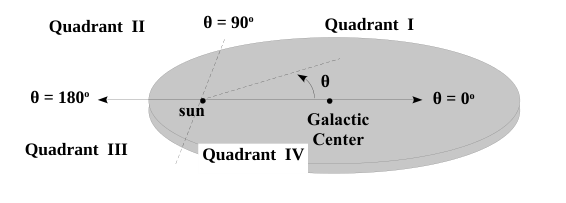 Quadrant II
θ = 90º
Quadrant I
θ
θ = 180º
θ = 0º
sun
Galactic
Center
Quadrant III
Quadrant IV